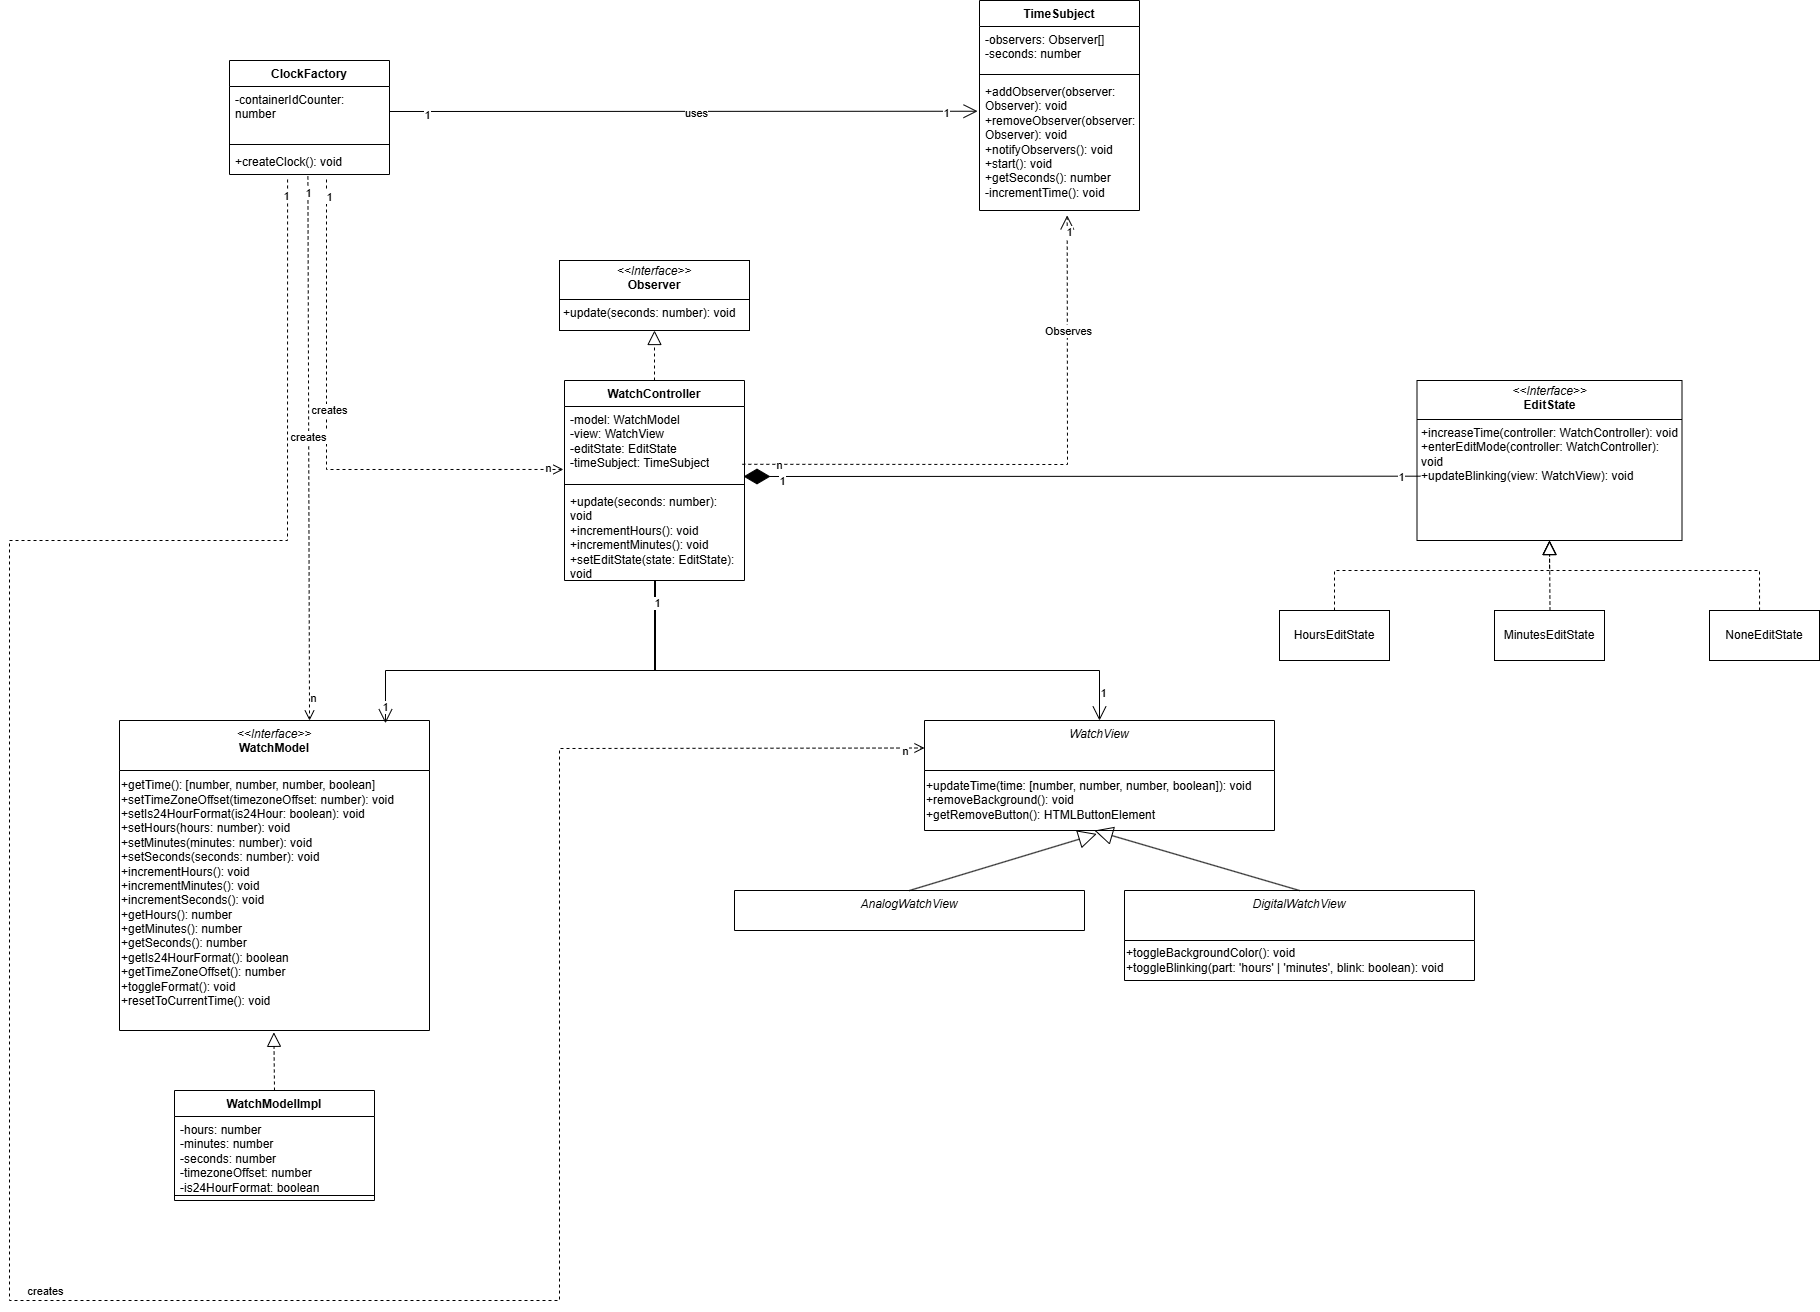 TimeSubject
-observers: Observer[]
-seconds: number
+addObserver(observer:
Observer): void
+removeObserver(observer:
Observer): void
+notifyObservers(): void
+start(): void
+getSeconds(): number
-incrementTime(): void
ClockFactory
-containerIdCounter:
number
+createClock(): void
1
uses
1
1
1
1
1
<<Interface>>
Observer
+update(seconds: number): void
Observes
creates
creates
WatchController
-model: WatchModel
-view: WatchView
-editState: EditState
-timeSubject: TimeSubject
+update(seconds: number):
void
+incrementHours(): void
+incrementMinutes(): void
+setEditState(state: EditState):
void
n
n
1
1
<<Interface>>
EditState
+increaseTime(controller: WatchController): void
+enterEditMode(controller: WatchController):
void
+updateBlinking(view: WatchView): void
HoursEditState
MinutesEditState
NoneEditState
1
n
1
1
<<Interface>>
WatchModel
+getTime(): [number, number, number, boolean]
+setTimeZoneOffset(timezoneOffset: number): void
+setIs24HourFormat(is24Hour: boolean): void
+setHours(hours: number): void
+setMinutes(minutes: number): void
+setSeconds(seconds: number): void
+incrementHours(): void
+incrementMinutes(): void
+incrementSeconds(): void
+getHours(): number
+getMinutes(): number
+getSeconds(): number
+getIs24HourFormat(): boolean
+getTimeZoneOffset(): number
+toggleFormat(): void
+resetToCurrentTime(): void
n
WatchView
+updateTime(time: [number, number, number, boolean]): void
+removeBackground(): void
+getRemoveButton(): HTMLButtonElement
AnalogWatchView
DigitalWatchView
+toggleBackgroundColor(): void
+toggleBlinking(part: 'hours' | 'minutes', blink: boolean): void
WatchModelImpl
-hours: number
-minutes: number
-seconds: number
-timezoneOffset: number
-is24HourFormat: boolean
creates